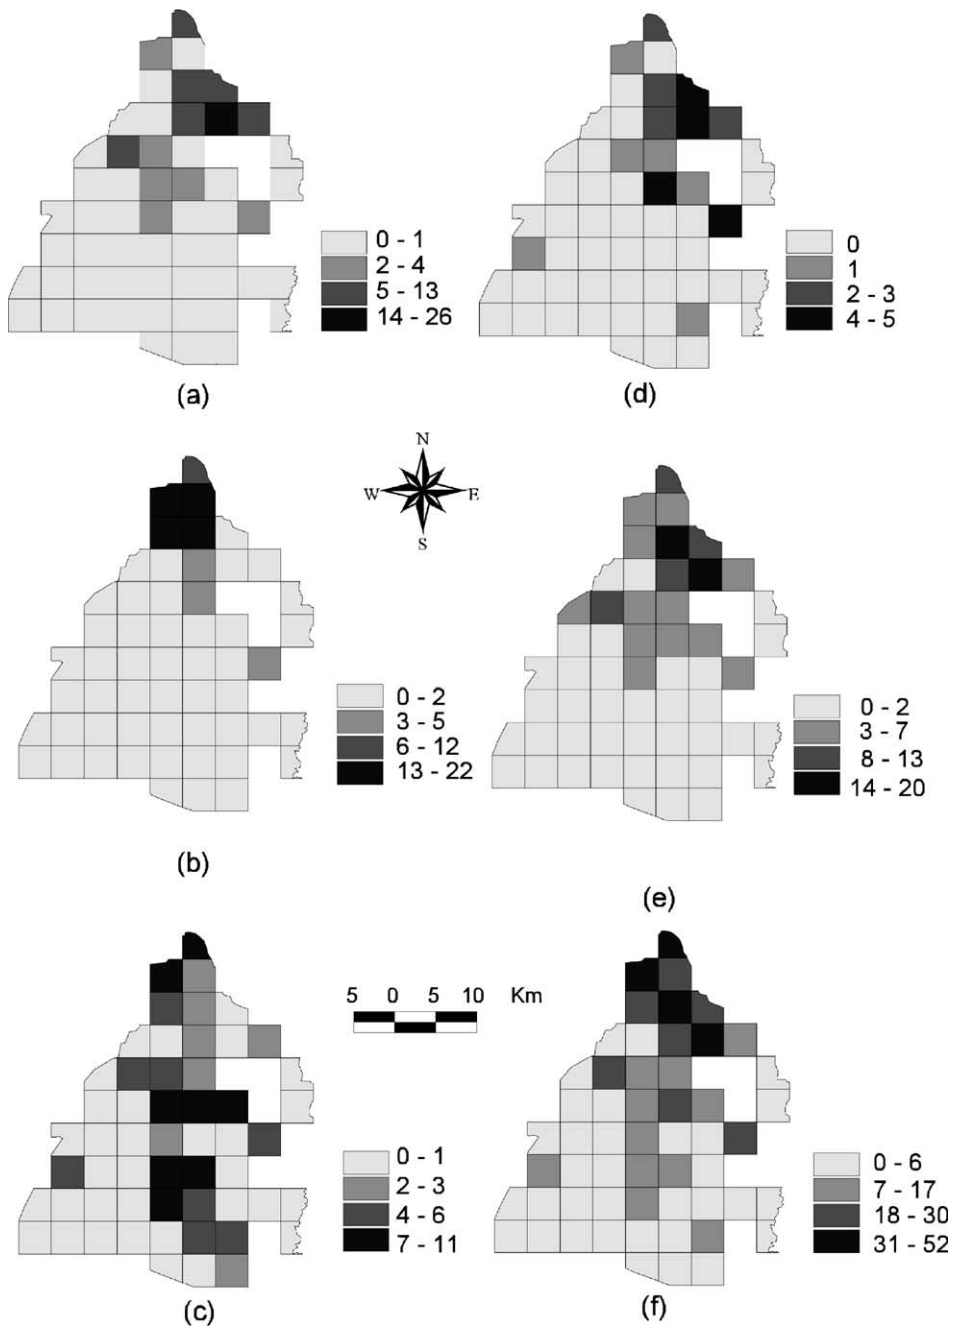 0 - 1
2 - 4
5 - 13
14 - 26
(a)
0
1
2 - 3
4 - 5
(d)
N
W E
S
0 - 2
3 - 5
6 - 12
13 - 22
(b)
0 - 2
3 - 7
8 - 13
14 - 20
(e)
5 0 5 10 Km
0 - 1
2 - 3
4 - 6
7 - 11
(c)
0 - 6
7 - 17
18 - 30
31 - 52
(f)